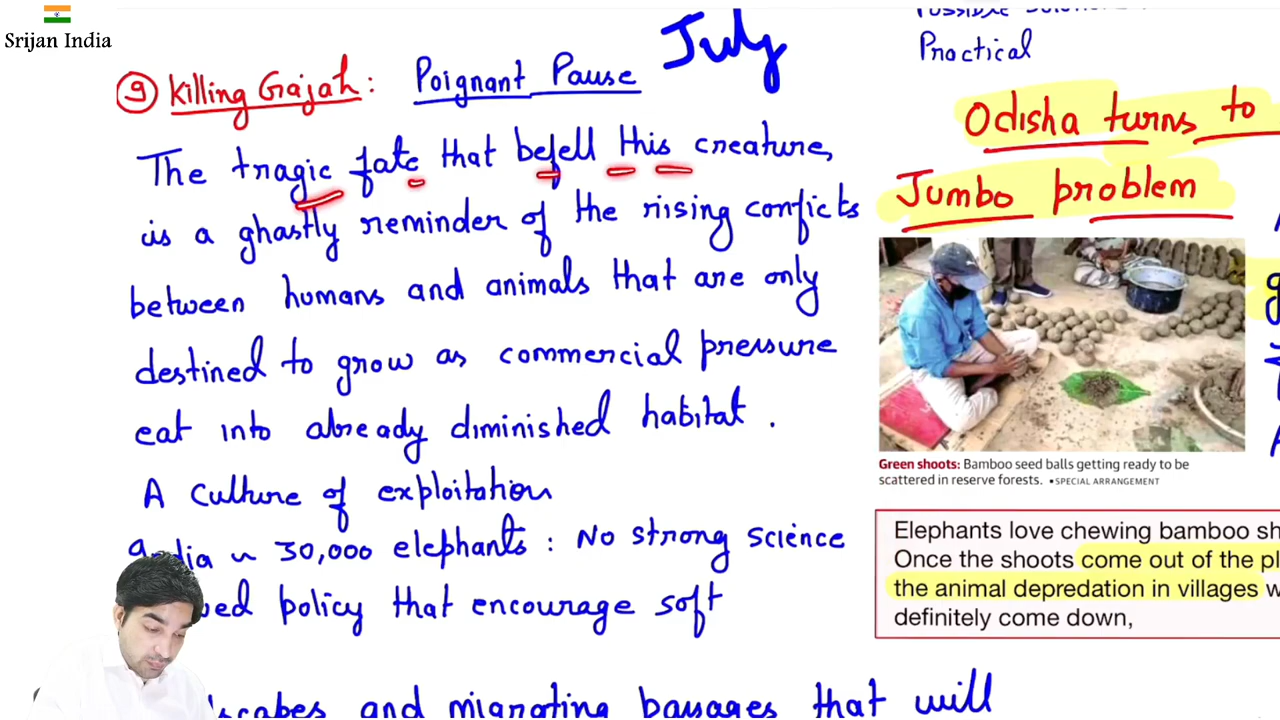 Srijan India
July
Practical
9 Killing Gajah: Poignant Pause
The tragic fate that befell this creature,
is a ghastly reminder of the rising conficts
between humans and animals that are only
destined to grow as commercial pressure
eat into already diminished habitat.
A culture of exploitation
India ~ 30,000 elephants: No strong science
policy that encourage soft
and migrating passages that will
Odisha turns to
Jumbo problem
Green shoots: Bamboo seed balls getting ready to be
scattered in reserve forests. • SPECIAL ARRANGEMENT
Elephants love chewing bamboo sh
Once the shoots come out of the pl
the animal depredation in villages w
definitely come down,